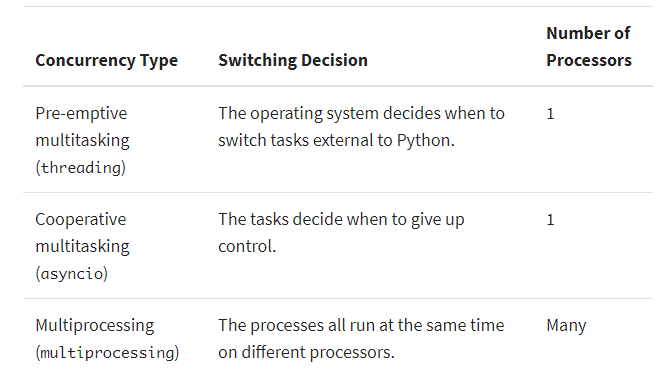 Number of
Concurrency Type Switching Decision Processors
Pre-emptive The operating system decides when to 1
multitasking switch tasks external to Python.
(threading)
Cooperative The tasks decide when to give up 1
multitasking control.
(asyncio)
Multiprocessing The processes all run at the same time Many
(multiprocessing) on different processors.